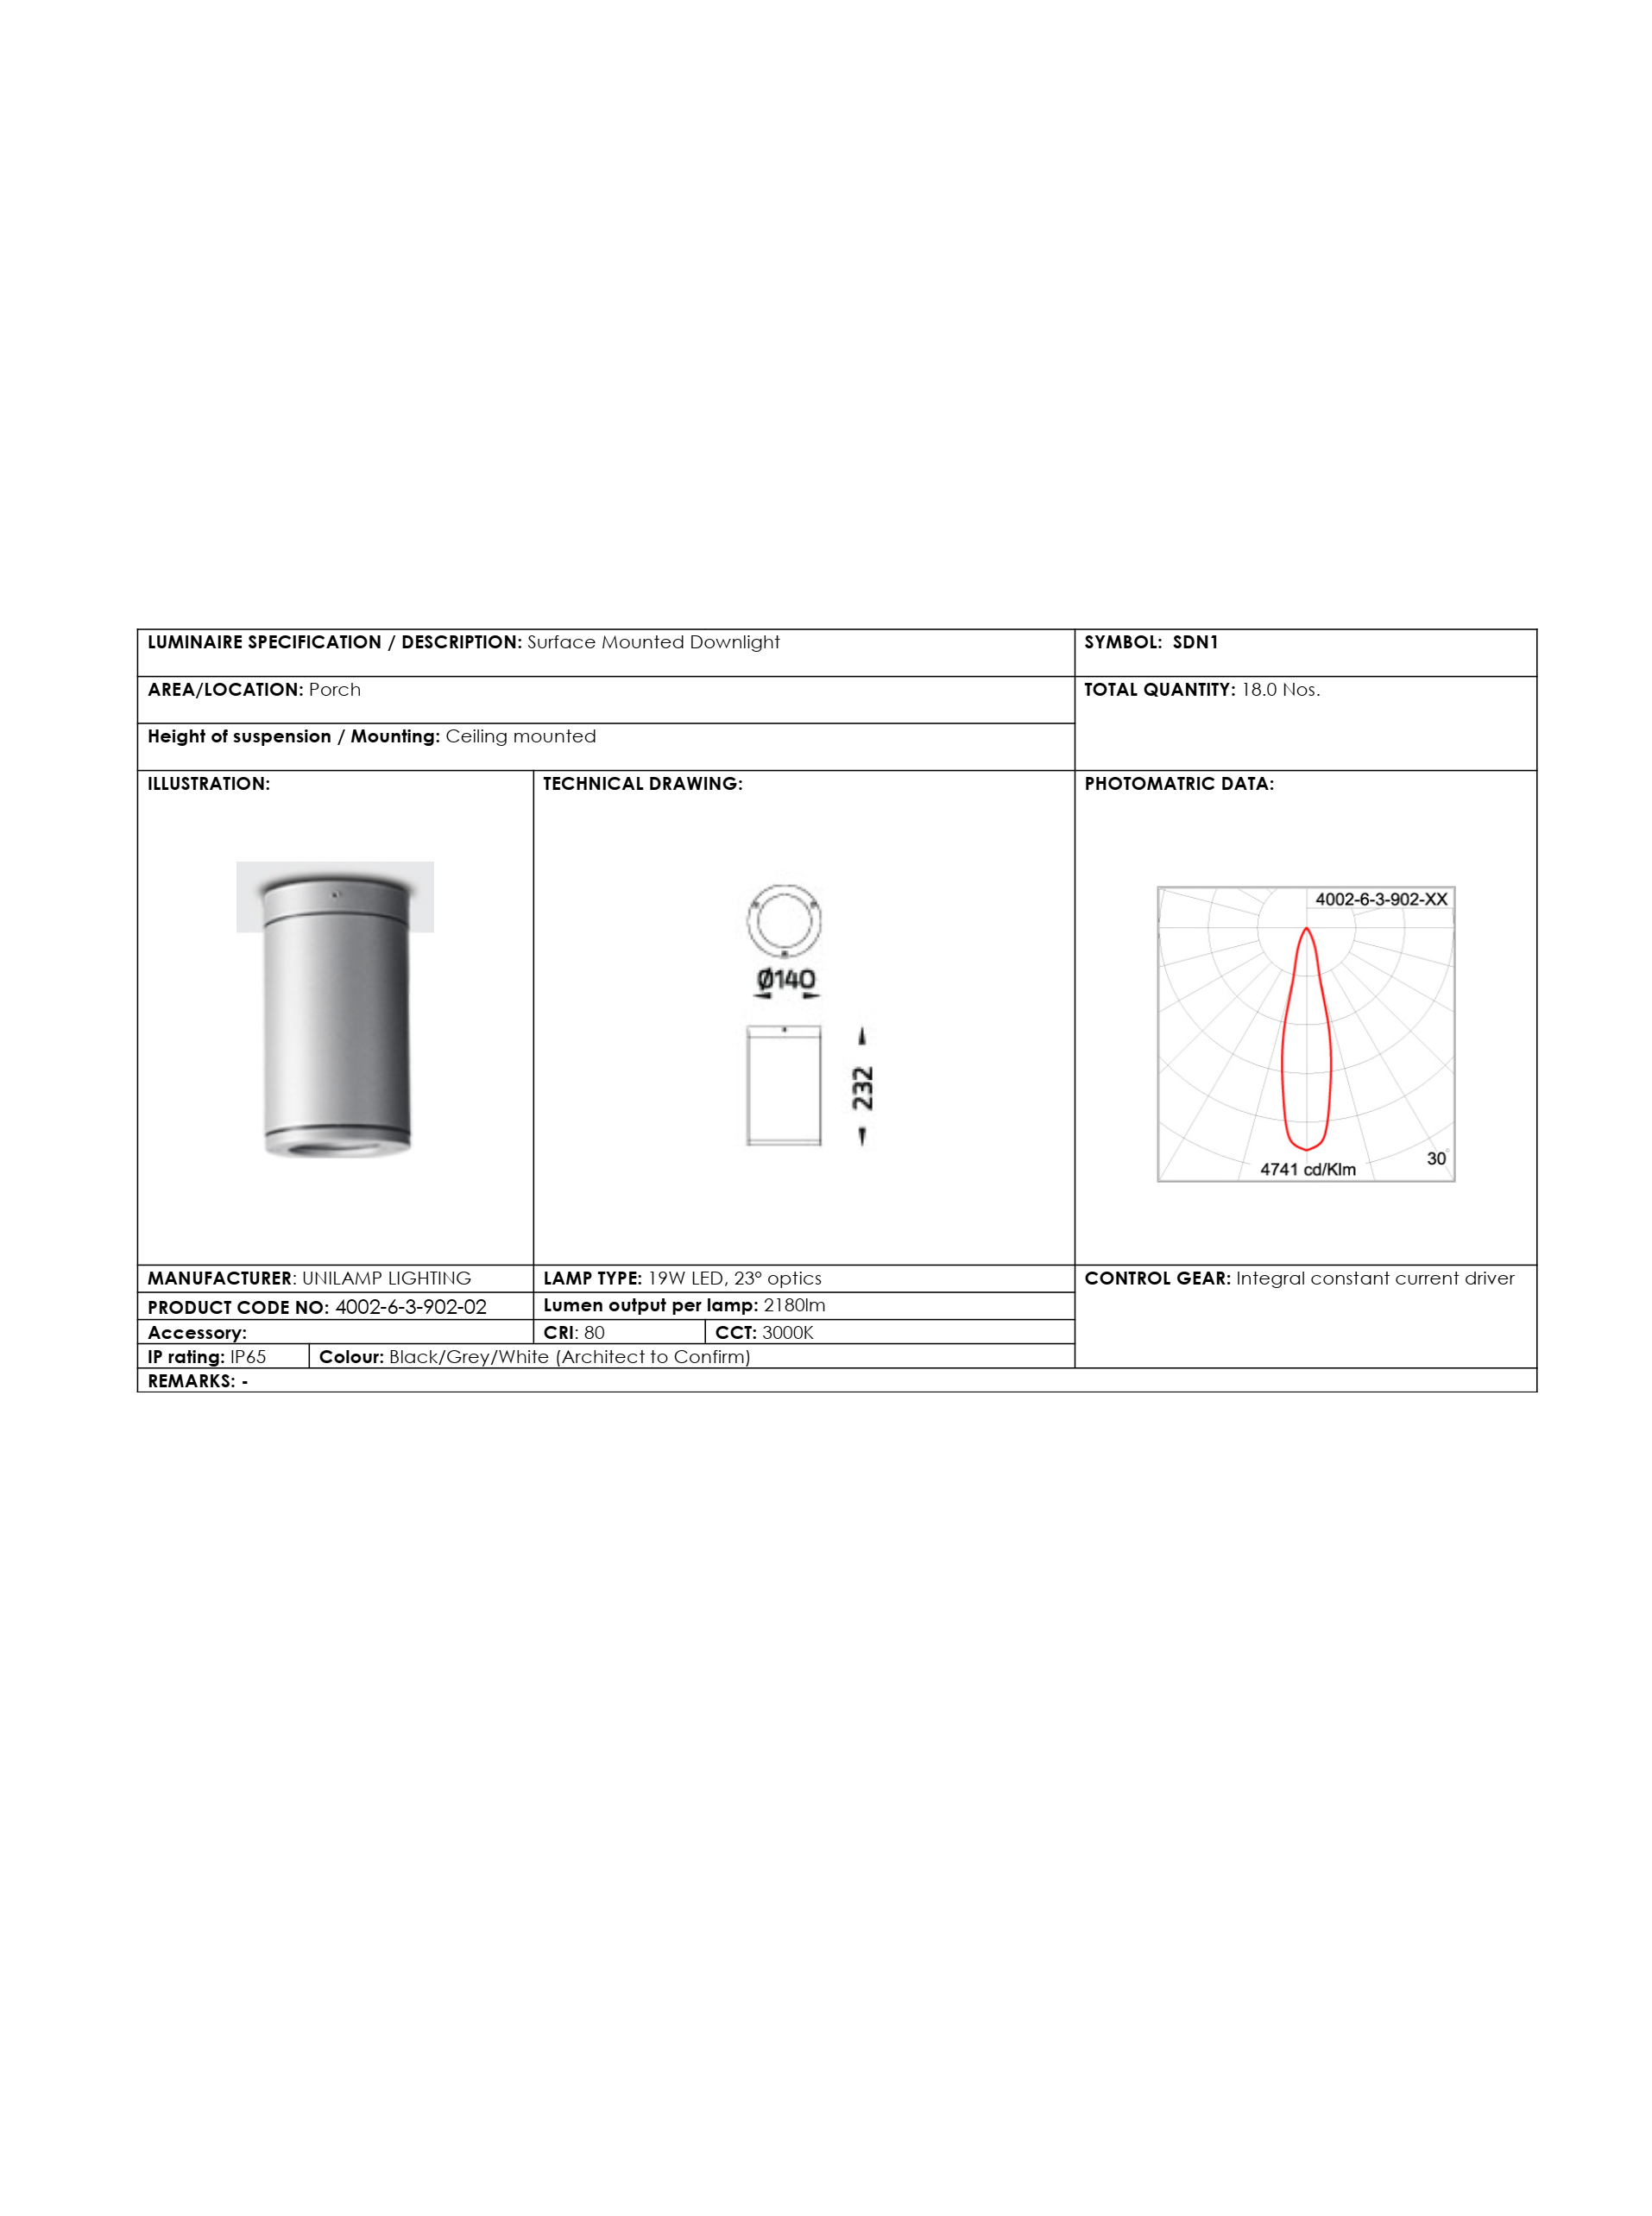 LUMINAIRE SPECIFICATION / DESCRIPTION: Surface Mounted Downlight
SYMBOL: SDN1
AREA/LOCATION: Porch
TOTAL QUANTITY: 18.0 Nos.
Height of suspension / Mounting: Ceiling mounted
ILLUSTRATION:
TECHNICAL DRAWING:
PHOTOMATRIC DATA:
Ø140
232
4002-6-3-902-XX
4741 cd/Klm
30°
MANUFACTURER: UNILAMP LIGHTING
LAMP TYPE: 19W LED, 23° optics
CONTROL GEAR: Integral constant current driver
PRODUCT CODE NO: 4002-6-3-902-02
Lumen output per lamp: 2180lm
Accessory:
CRI: 80
CCT: 3000K
IP rating: IP65
Colour: Black/Grey/White (Architect to Confirm)
REMARKS: -